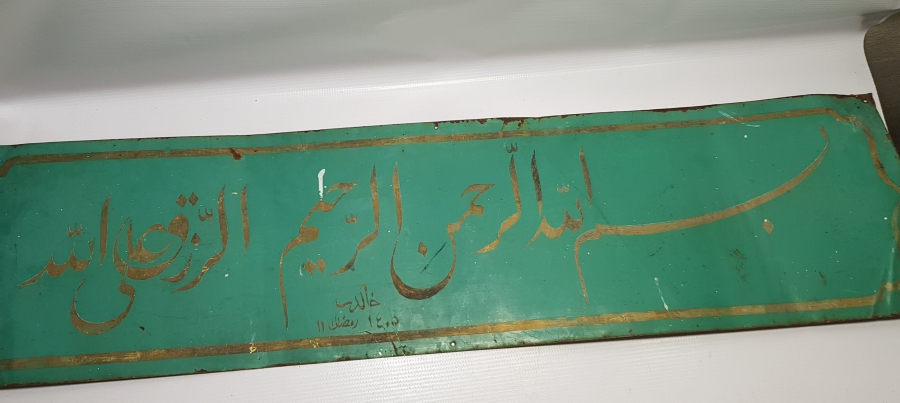 بسم الله الرحمن الرحيم الرزق على الله
خالد
١١ رمضان ١٤٠٥